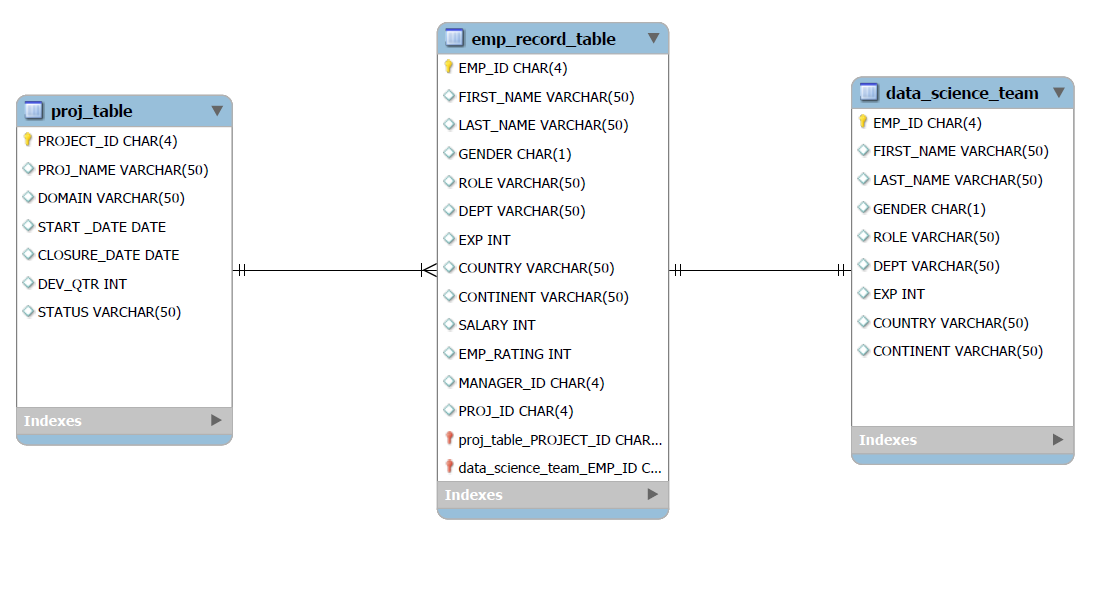 proj_table
PROJECT_ID CHAR(4)
PROJ_NAME VARCHAR(50)
DOMAIN VARCHAR(50)
START _DATE DATE
CLOSURE_DATE DATE
DEV_QTR INT
STATUS VARCHAR(50)
Indexes
emp_record_table
EMP_ID CHAR(4)
FIRST_NAME VARCHAR(50)
LAST_NAME VARCHAR(50)
GENDER CHAR(1)
ROLE VARCHAR(50)
DEPT VARCHAR(50)
EXP INT
COUNTRY VARCHAR(50)
CONTINENT VARCHAR(50)
SALARY INT
EMP_RATING INT
MANAGER_ID CHAR(4)
PROJ_ID CHAR(4)
proj_table_PROJECT_ID CHAR...
data_science_team_EMP_ID C...
Indexes
data_science_team
EMP_ID CHAR(4)
FIRST_NAME VARCHAR(50)
LAST_NAME VARCHAR(50)
GENDER CHAR(1)
ROLE VARCHAR(50)
DEPT VARCHAR(50)
EXP INT
COUNTRY VARCHAR(50)
CONTINENT VARCHAR(50)
Indexes